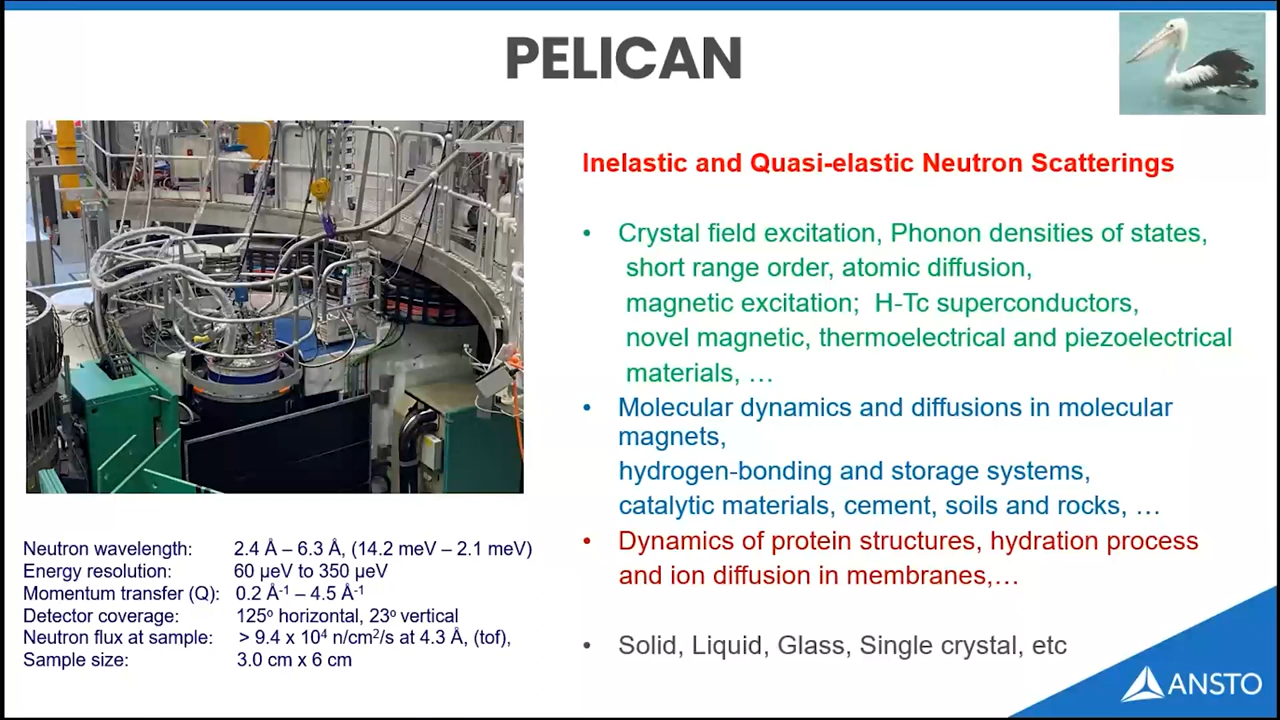 PELICAN
Inelastic and Quasi-elastic Neutron Scatterings
• Crystal field excitation, Phonon densities of states,
short range order, atomic diffusion,
magnetic excitation; H-Tc superconductors,
novel magnetic, thermoelectrical and piezoelectrical
materials, …
• Molecular dynamics and diffusions in molecular
magnets,
hydrogen-bonding and storage systems,
catalytic materials, cement, soils and rocks, …
• Dynamics of protein structures, hydration process
and ion diffusion in membranes,…
• Solid, Liquid, Glass, Single crystal, etc
Neutron wavelength: 2.4 Å – 6.3 Å, (14.2 meV – 2.1 meV)
Energy resolution: 60 μeV to 350 μeV
Momentum transfer (Q): 0.2 Å⁻¹ – 4.5 Å⁻¹
Detector coverage: 125º horizontal, 23º vertical
Neutron flux at sample: > 9.4 x 10⁴ n/cm²/s at 4.3 Å, (tof),
Sample size: 3.0 cm x 6 cm
ANSTO